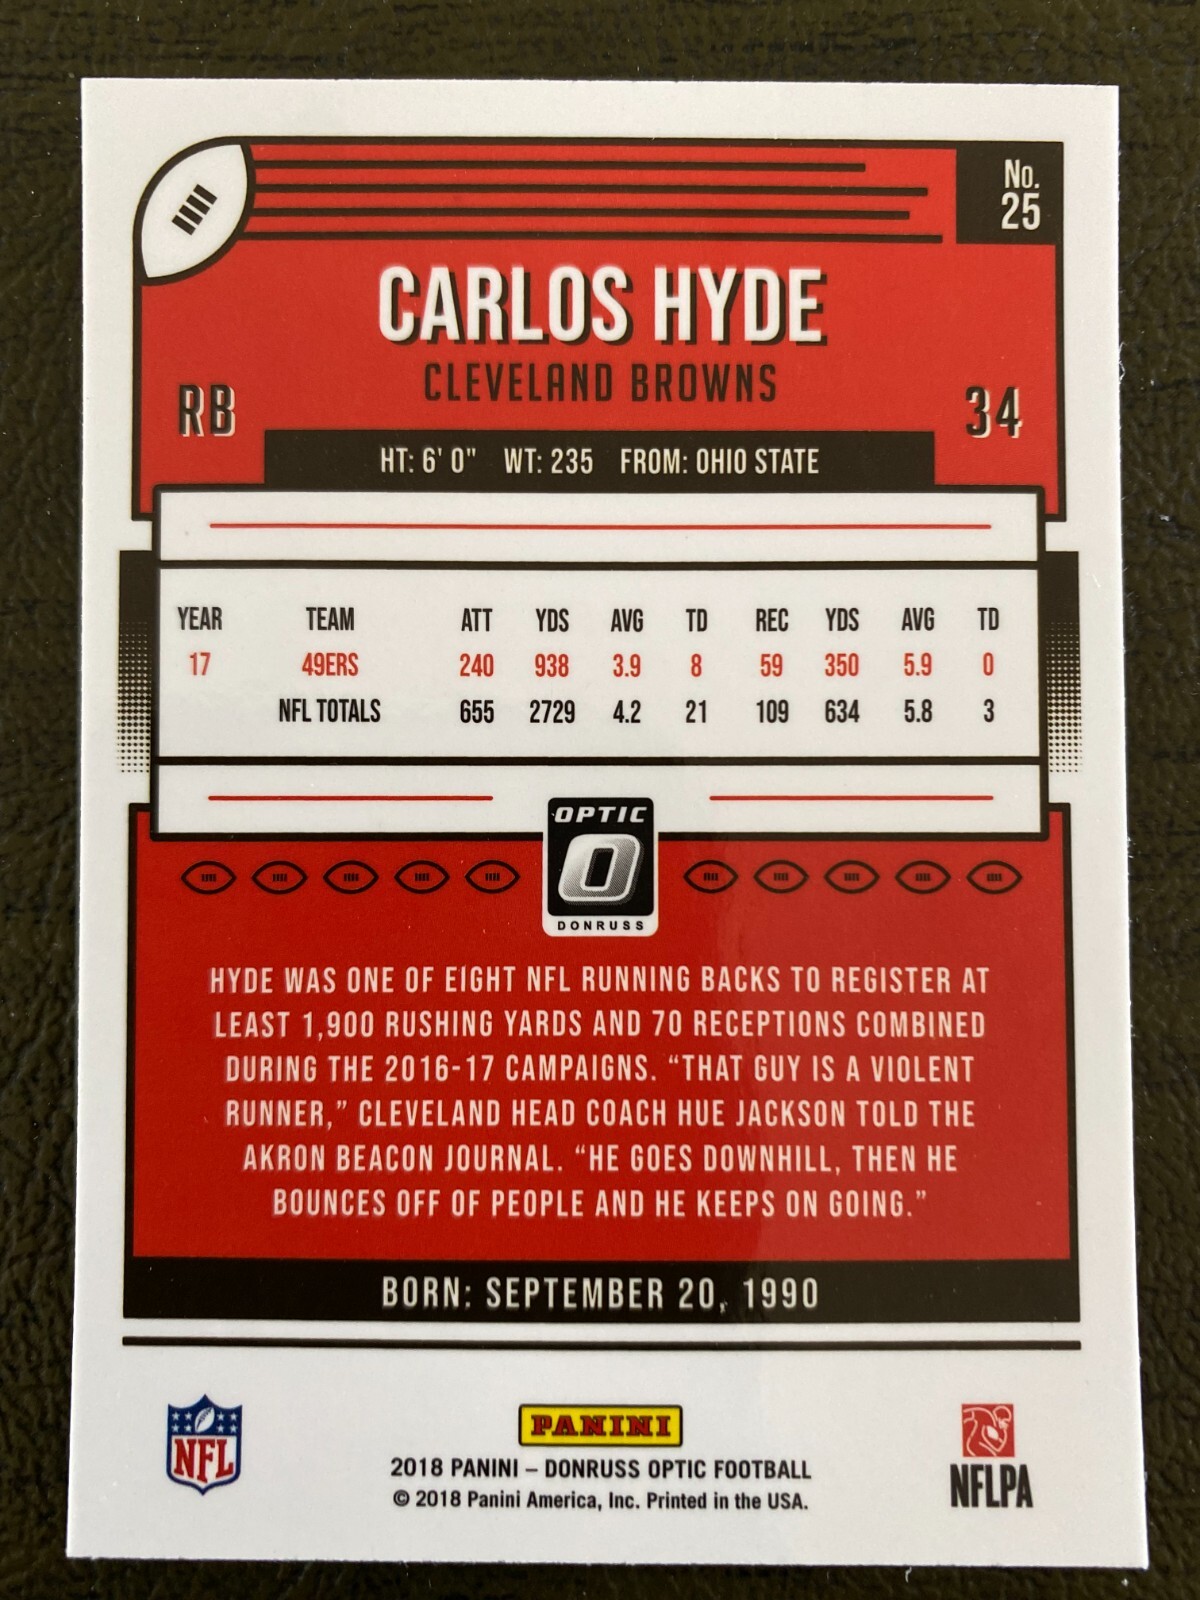 No.
25
CARLOS HYDE
CLEVELAND BROWNS
RB
34
HT: 6' 0" WT: 235 FROM: OHIO STATE
YEAR TEAM ATT YDS AVG TD REC YDS AVG TD
17 49ERS 240 938 3.9 8 59 350 5.9 0
NFL TOTALS 655 2729 4.2 21 109 634 5.8 3
OPTIC
O
DONRUSS
HYDE WAS ONE OF EIGHT NFL RUNNING BACKS TO REGISTER AT
LEAST 1,900 RUSHING YARDS AND 70 RECEPTIONS COMBINED
DURING THE 2016-17 CAMPAIGNS. “THAT GUY IS A VIOLENT
RUNNER,” CLEVELAND HEAD COACH HUE JACKSON TOLD THE
AKRON BEACON JOURNAL. “HE GOES DOWNHILL, THEN HE
BOUNCES OFF OF PEOPLE AND HE KEEPS ON GOING.”
BORN: SEPTEMBER 20, 1990
NFL
PANINI
2018 PANINI – DONRUSS OPTIC FOOTBALL
© 2018 Panini America, Inc. Printed in the USA.
NFLPA